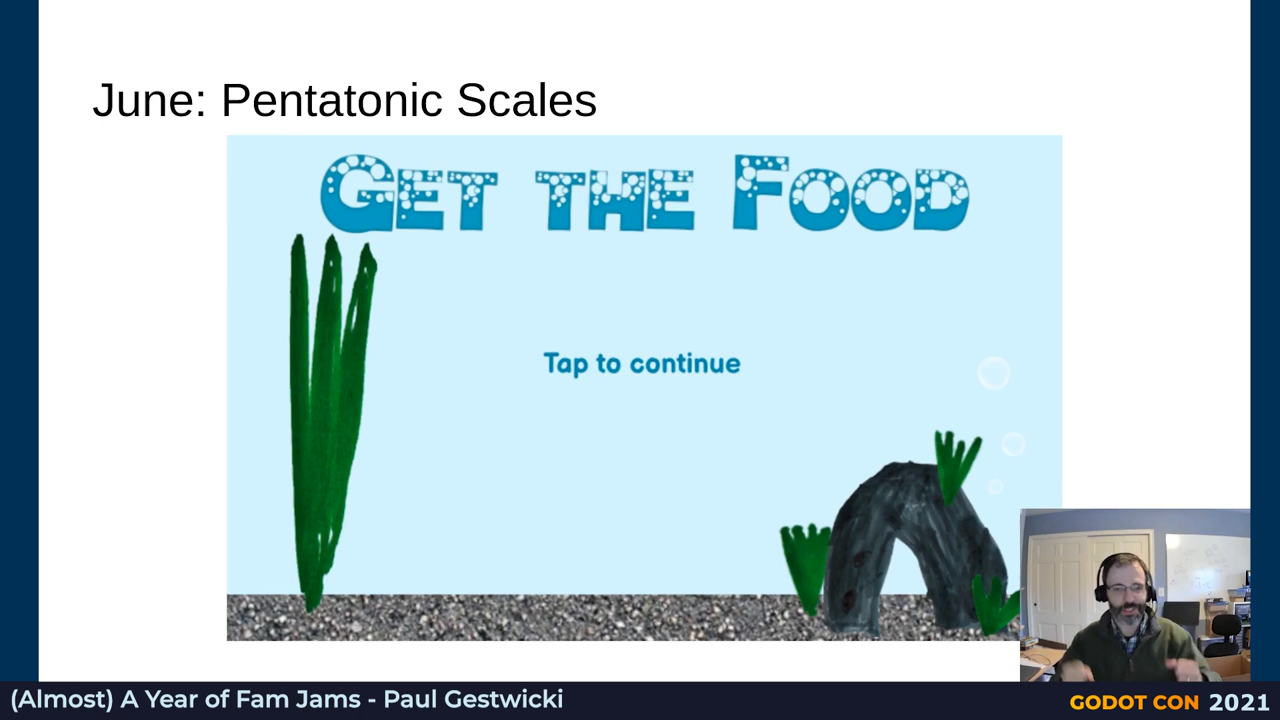 June: Pentatonic Scales
GET THE FOOD
Tap to continue
(Almost) A Year of Fam Jams - Paul Gestwicki
GODOT CON 2021